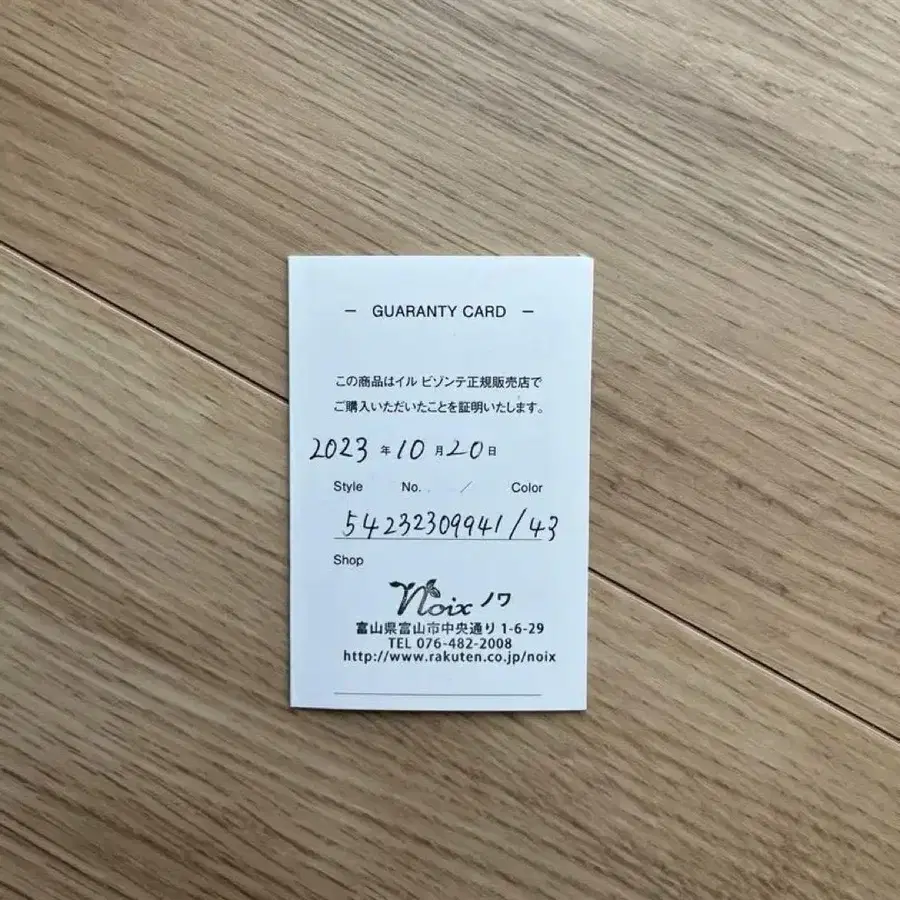 — GUARANTY CARD —
この商品はイル ビゾンテ正規販売店で
ご購入いただいたことを証明いたします。
2023 年 10 月 20 日
Style No. / Color
54232309941/43
Shop
Noix ノワ
富山県富山市中央通り 1-6-29
TEL 076-482-2008
http://www.rakuten.co.jp/noix